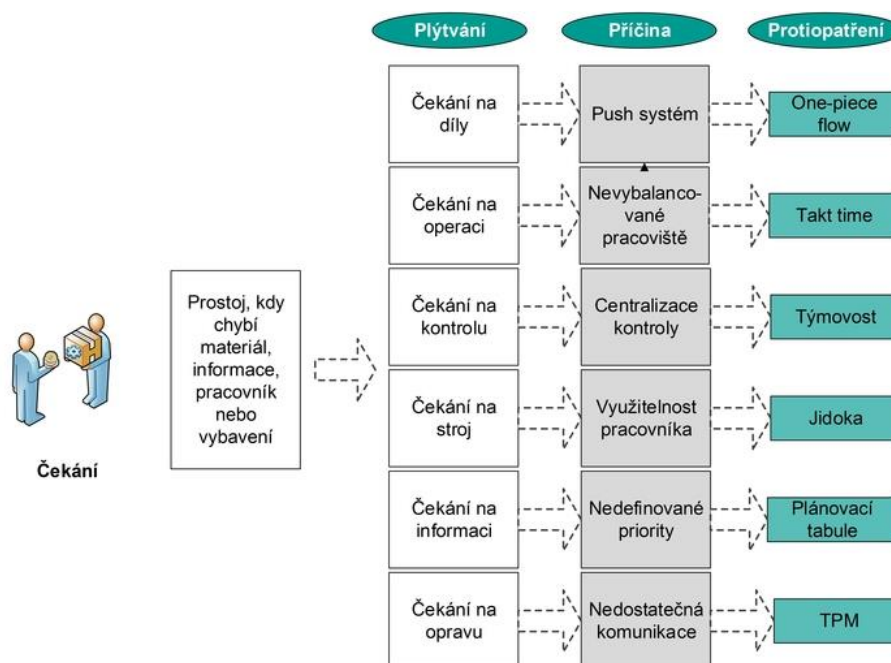 Plýtvání
Příčina
Protiopatření
Čekání na
díly
Push systém
One-piece
flow
Čekání na
operaci
Nevybalanco-
vané
pracoviště
Takt time
Čekání na
kontrolu
Centralizace
kontroly
Týmovost
Prostoj, kdy
chybí
materiál,
informace,
pracovník
nebo
vybavení
Čekání
Čekání na
stroj
Využitelnost
pracovníka
Jidoka
Čekání na
informaci
Nedefinované
priority
Plánovací
tabule
Čekání na
opravu
Nedostatečná
komunikace
TPM